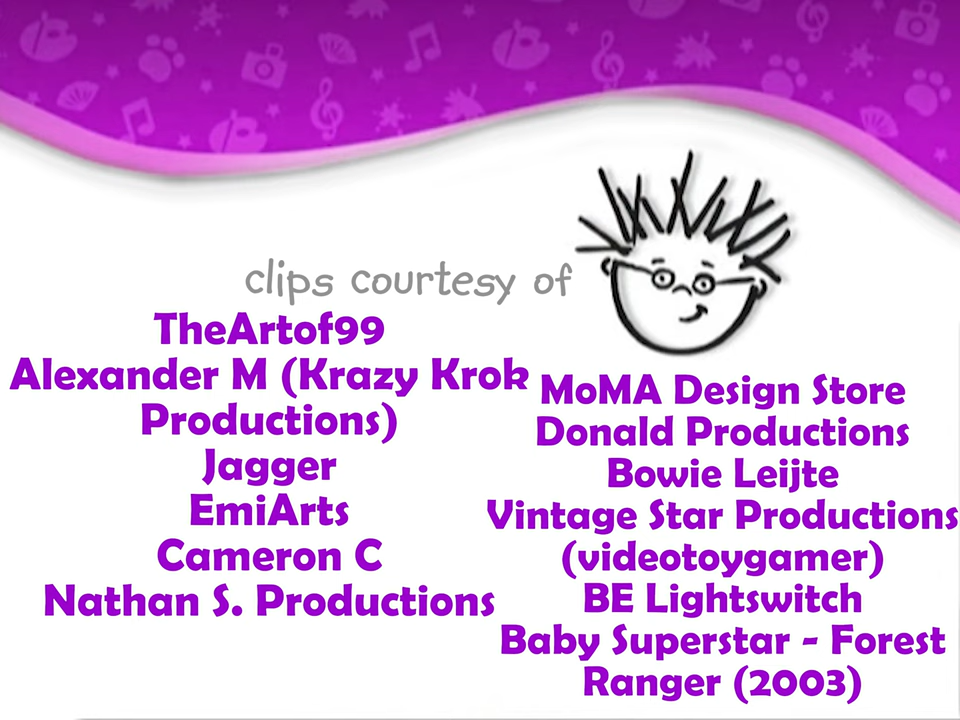 clips courtesy of
TheArtof99
Alexander M (Krazy Krok
Productions)
Jagger
EmiArts
Cameron C
Nathan S. Productions
MoMA Design Store
Donald Productions
Bowie Leijte
Vintage Star Productions
(videotoygamer)
BE Lightswitch
Baby Superstar - Forest
Ranger (2003)